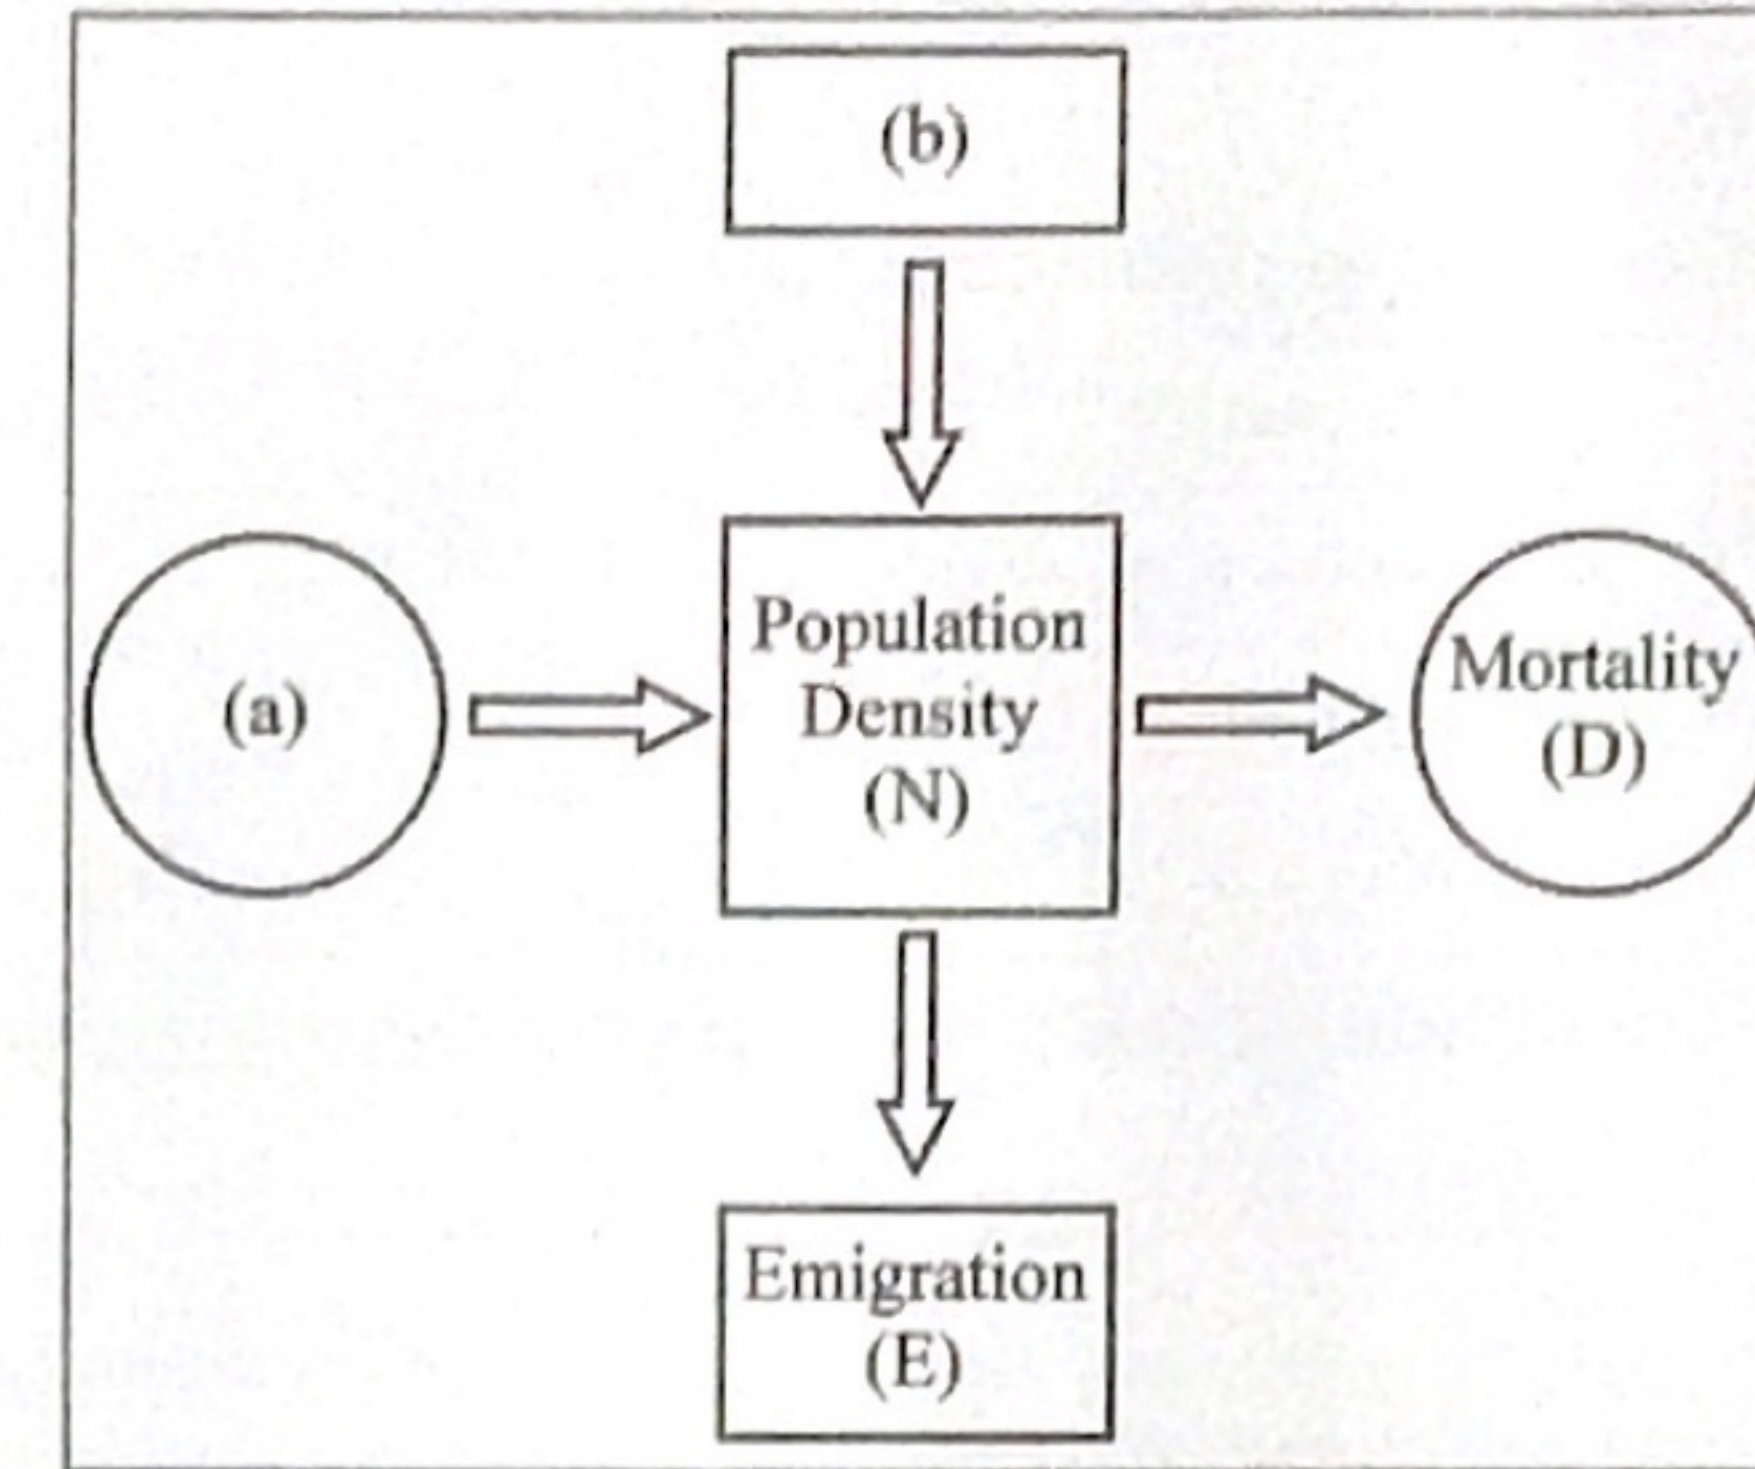 (b)
(a)
Population
Density
(N)
Mortality
(D)
Emigration
(E)